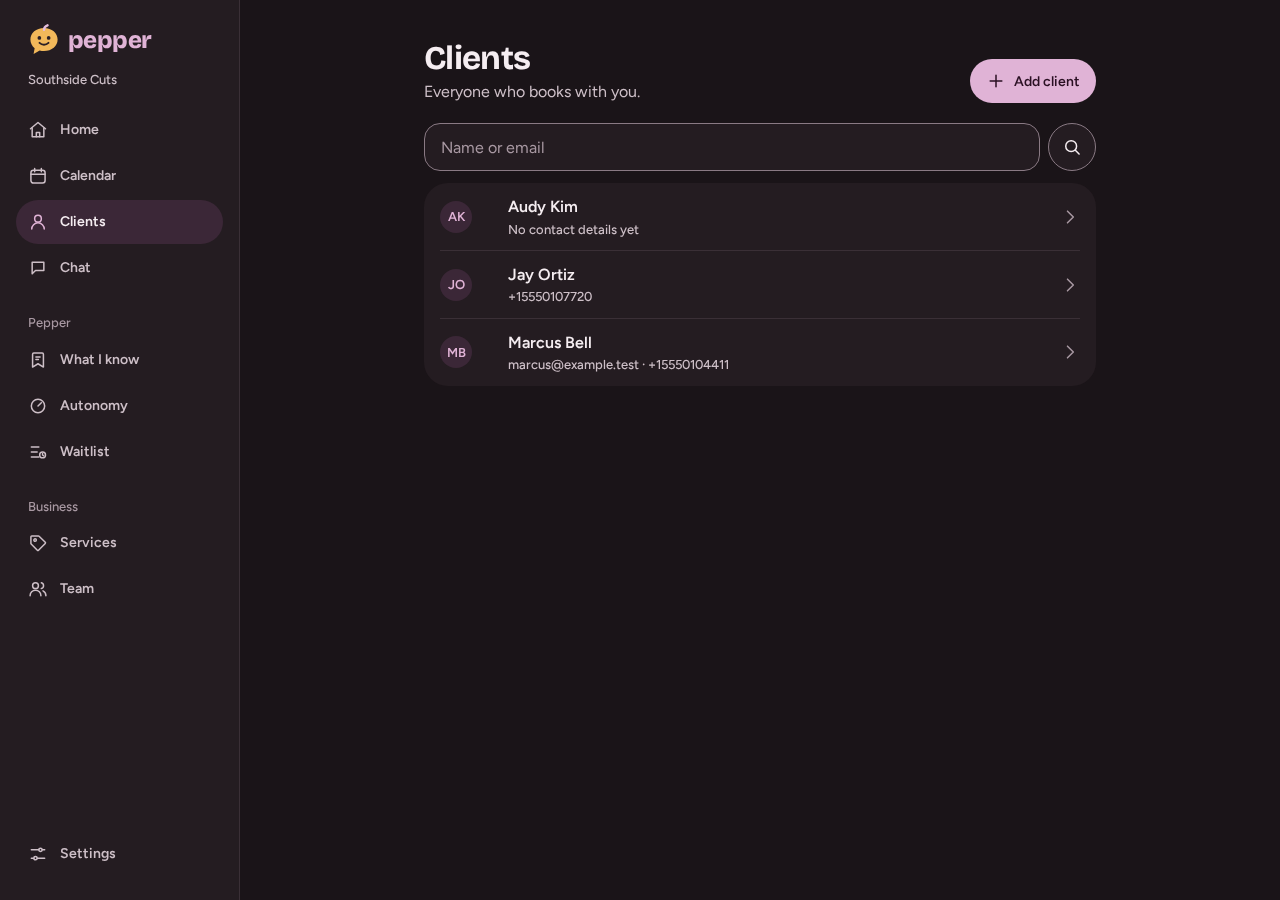 pepper
Southside Cuts
Home
Calendar
Clients
Chat
Pepper
What I know
Autonomy
Waitlist
Business
Services
Team
Settings
Clients
Everyone who books with you.
Add client
Name or email
AK
Audy Kim
No contact details yet
JO
Jay Ortiz
+15550107720
MB
Marcus Bell
marcus@example.test · +15550104411